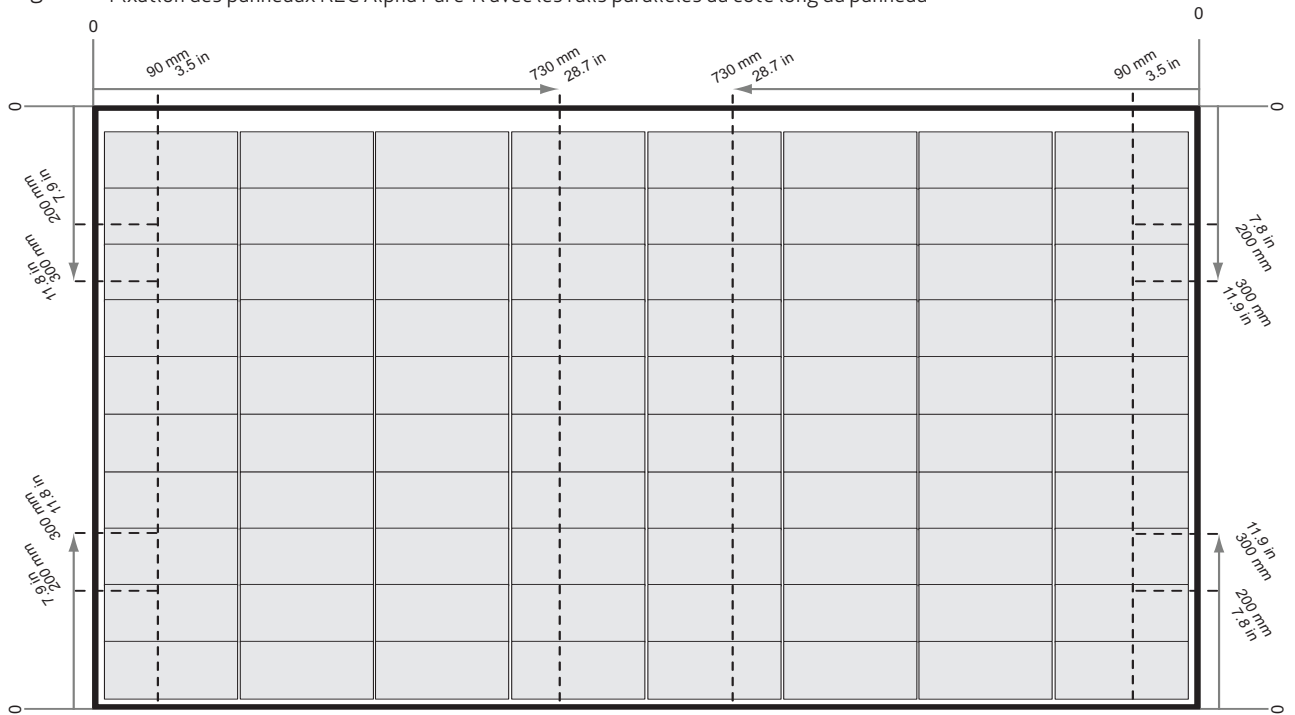 Fixation des panneaux REC Alpha Pure-R avec les rails parallèles au côté long du panneau
0
0
90 mm
3.5 in
730 mm
28.7 in
730 mm
28.7 in
90 mm
3.5 in
0
0
7.9 in
200 mm
7.8 in
200 mm
300 mm
11.8 in
300 mm
11.9 in
11.8 in
300 mm
11.9 in
300 mm
200 mm
7.9 in
200 mm
7.8 in
0
0